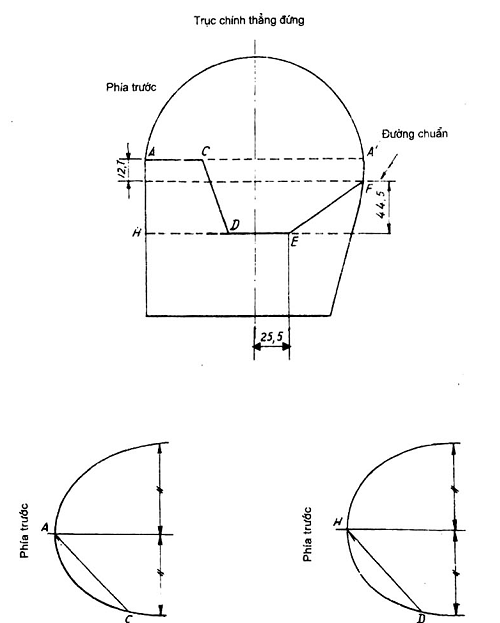 Trục chính thẳng đứng
Phía trước
Đường chuẩn
A
C
A'
12,7
F
44,5
H
D
E
25,5
A
Phía trước
C
H
Phía trước
D